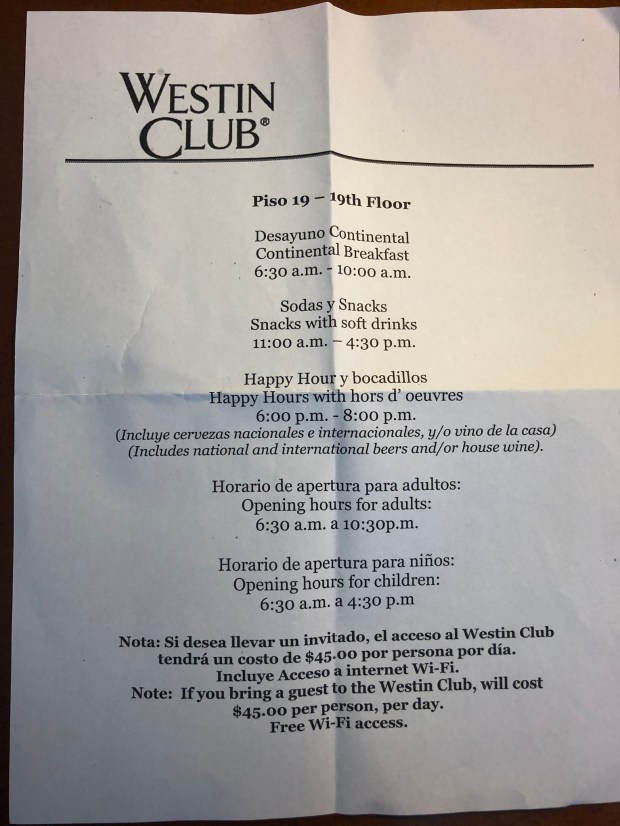 WESTIN
CLUB®
Piso 19 – 19th Floor
Desayuno Continental
Continental Breakfast
6:30 a.m. - 10:00 a.m.
Sodas y Snacks
Snacks with soft drinks
11:00 a.m. – 4:30 p.m.
Happy Hour y bocadillos
Happy Hours with hors d' oeuvres
6:00 p.m. - 8:00 p.m.
(Incluye cervezas nacionales e internacionales, y/o vino de la casa)
(Includes national and international beers and/or house wine).
Horario de apertura para adultos:
Opening hours for adults:
6:30 a.m. a 10:30p.m.
Horario de apertura para niños:
Opening hours for children:
6:30 a.m. a 4:30 p.m
Nota: Si desea llevar un invitado, el acceso al Westin Club
tendrá un costo de $45.00 por persona por día.
Incluye Acceso a internet Wi-Fi.
Note: If you bring a guest to the Westin Club, will cost
$45.00 per person, per day.
Free Wi-Fi access.